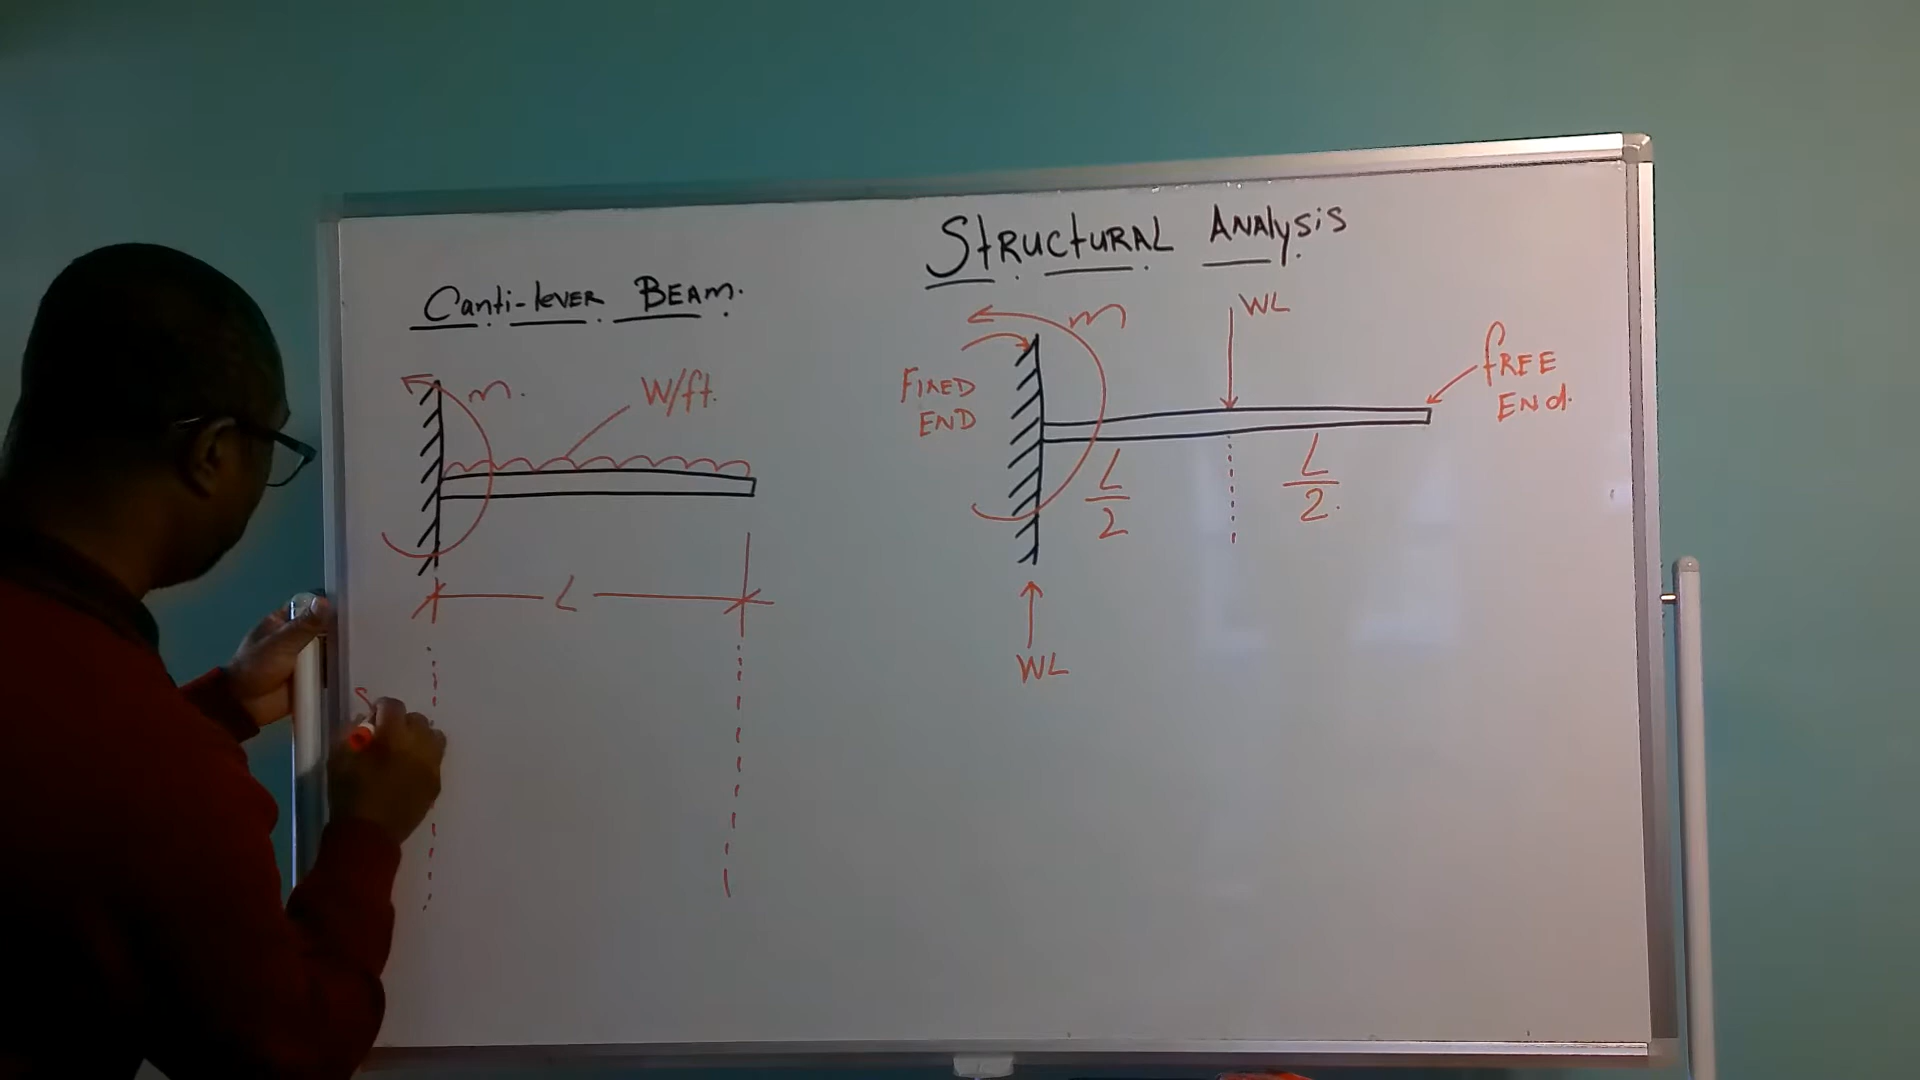 Structural Analysis
Canti-lever Beam.
m.
W/ft.
L
m
WL
FIXED
END
fREE
ENd.
L
2
L
2.
WL
S